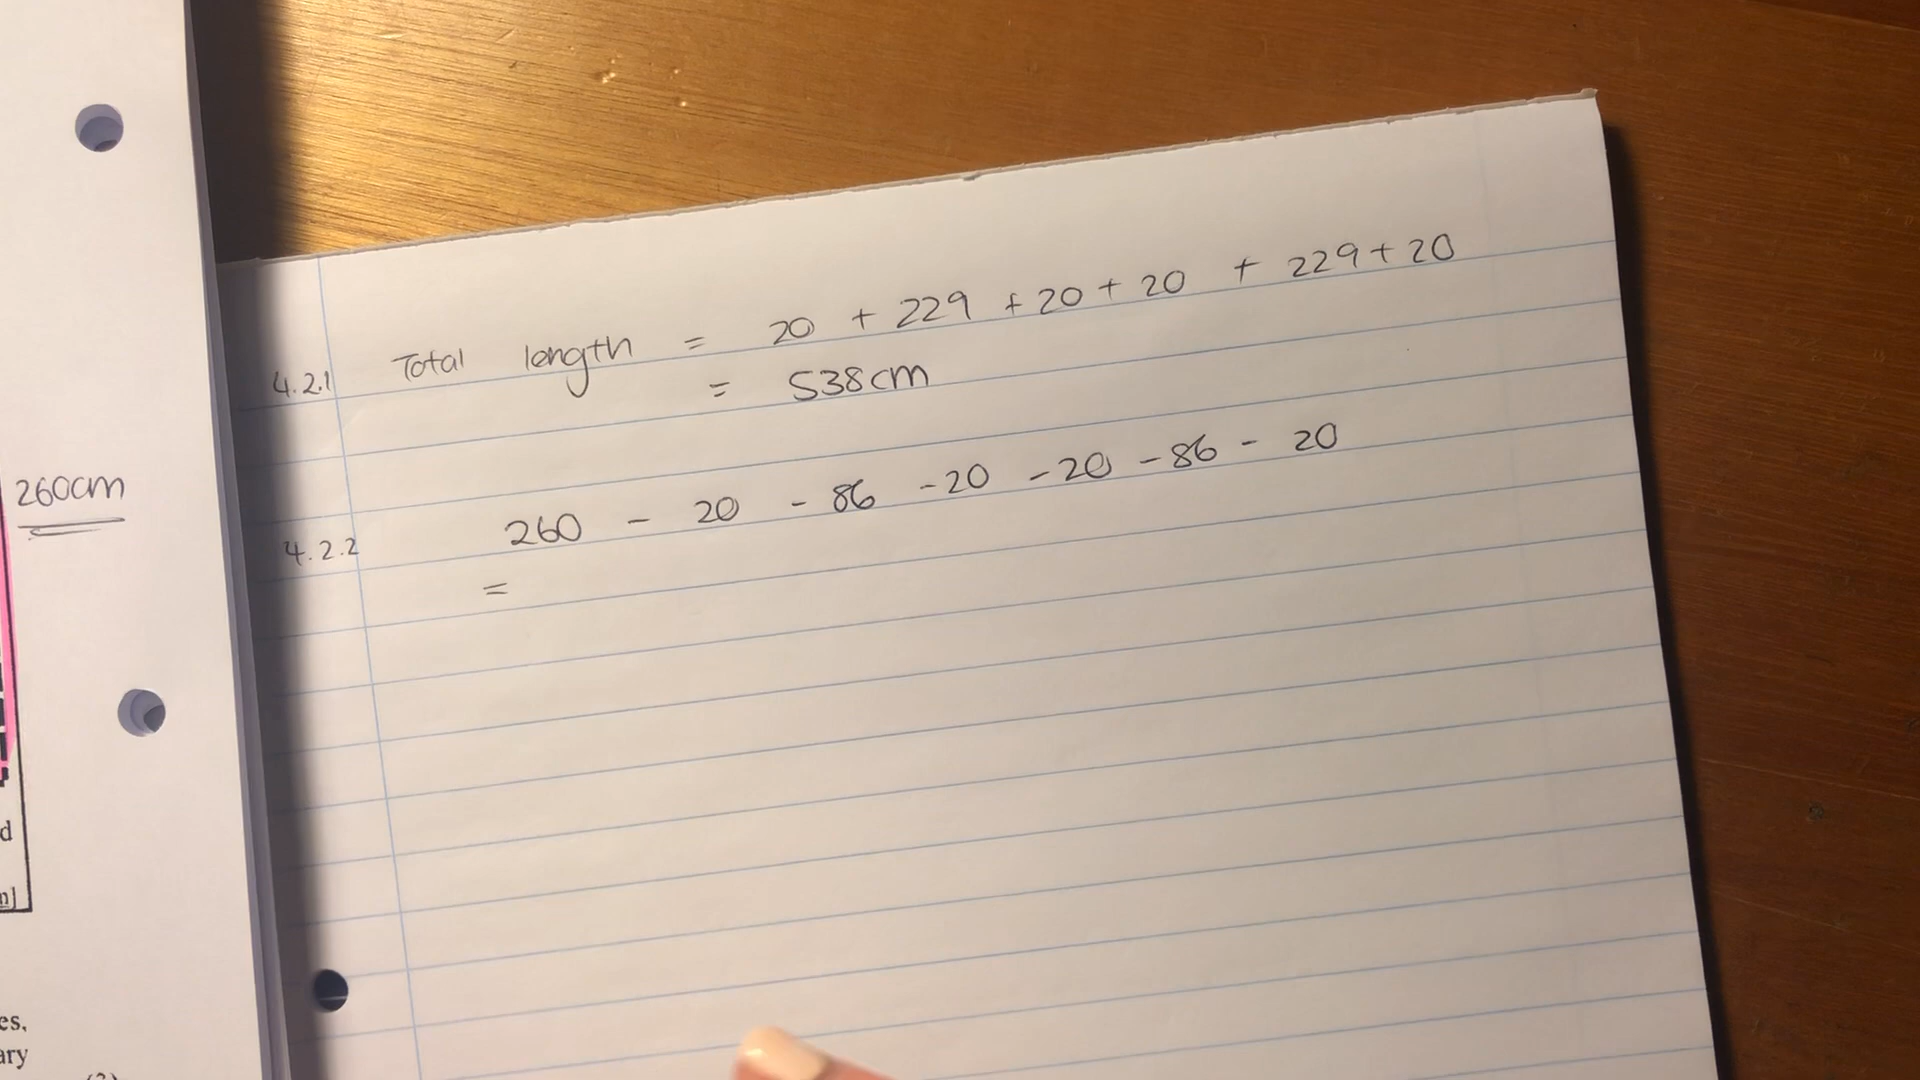 260cm
d
es,
ary
4.2.1 Total length = 20 + 229 + 20 + 20 + 229 + 20
= 538cm
4.2.2 260 - 20 - 86 - 20 - 20 - 86 - 20
=